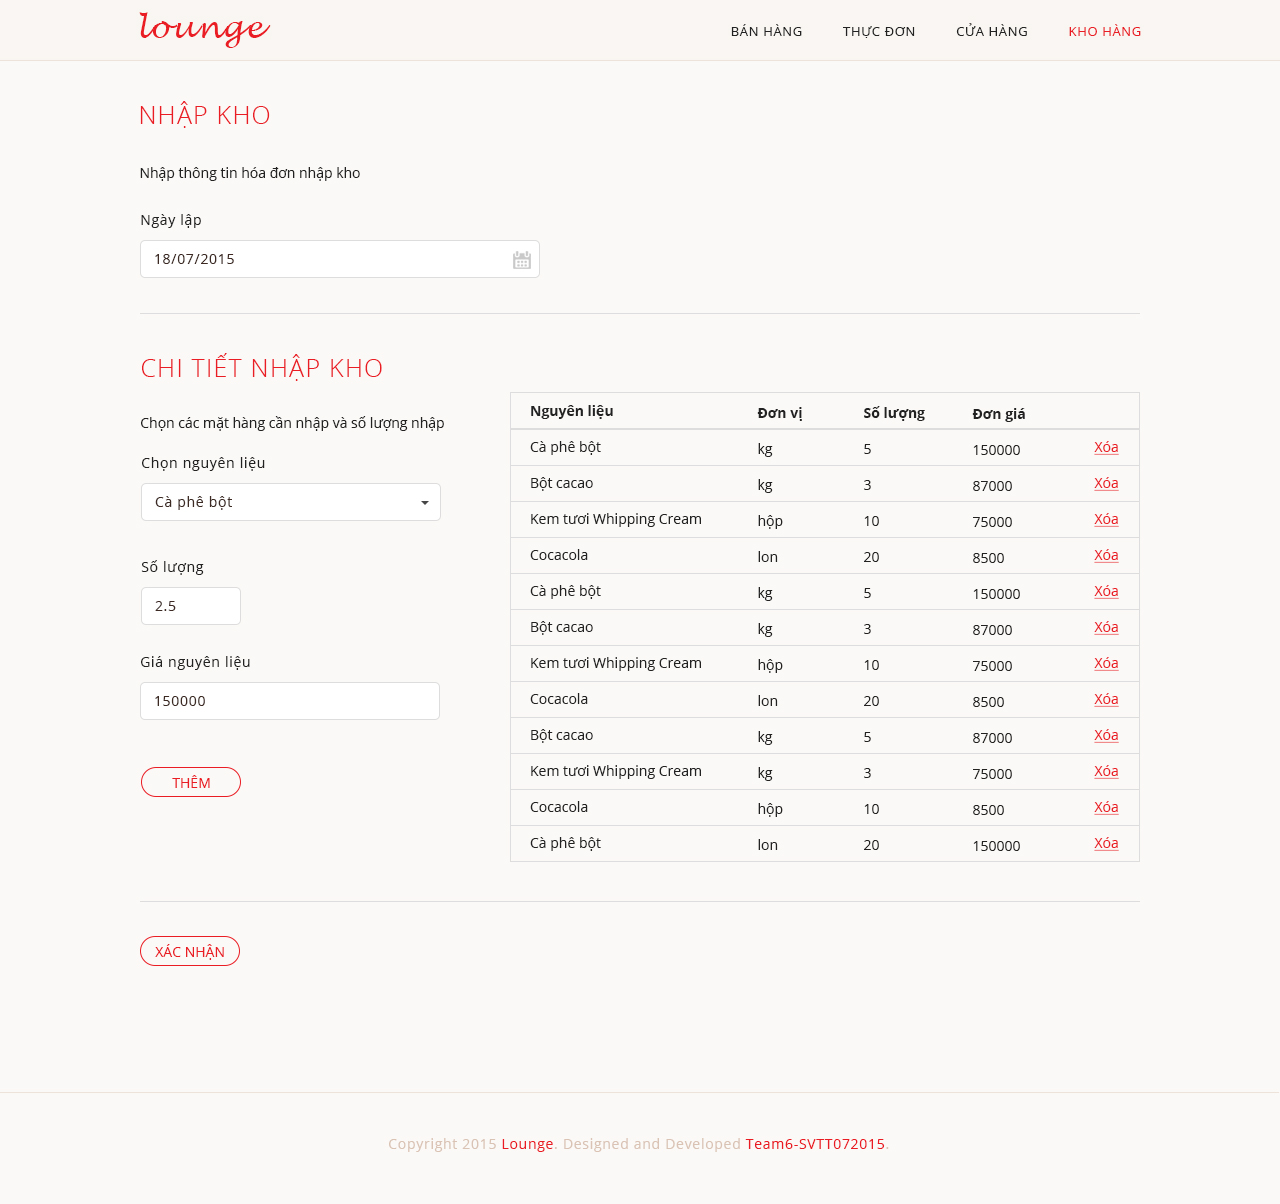 lounge
BÁN HÀNG THỰC ĐƠN CỬA HÀNG KHO HÀNG
NHẬP KHO
Nhập thông tin hóa đơn nhập kho
Ngày lập
18/07/2015
CHI TIẾT NHẬP KHO
Chọn các mặt hàng cần nhập và số lượng nhập
Chọn nguyên liệu
Cà phê bột
Số lượng
2.5
Giá nguyên liệu
150000
THÊM
Nguyên liệu Đơn vị Số lượng Đơn giá
Cà phê bột kg 5 150000 Xóa
Bột cacao kg 3 87000 Xóa
Kem tươi Whipping Cream hộp 10 75000 Xóa
Cocacola lon 20 8500 Xóa
Cà phê bột kg 5 150000 Xóa
Bột cacao kg 3 87000 Xóa
Kem tươi Whipping Cream hộp 10 75000 Xóa
Cocacola lon 20 8500 Xóa
Bột cacao kg 5 87000 Xóa
Kem tươi Whipping Cream kg 3 75000 Xóa
Cocacola hộp 10 8500 Xóa
Cà phê bột lon 20 150000 Xóa
XÁC NHẬN
Copyright 2015 Lounge. Designed and Developed Team6-SVTT072015.